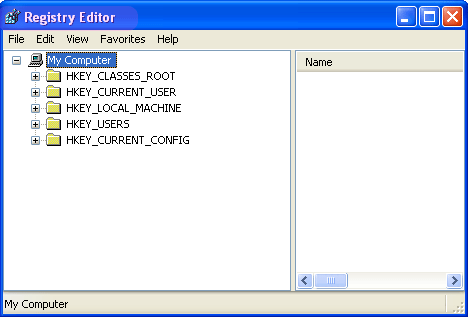 Registry Editor
File Edit View Favorites Help
My Computer
HKEY_CLASSES_ROOT
HKEY_CURRENT_USER
HKEY_LOCAL_MACHINE
HKEY_USERS
HKEY_CURRENT_CONFIG
Name
My Computer